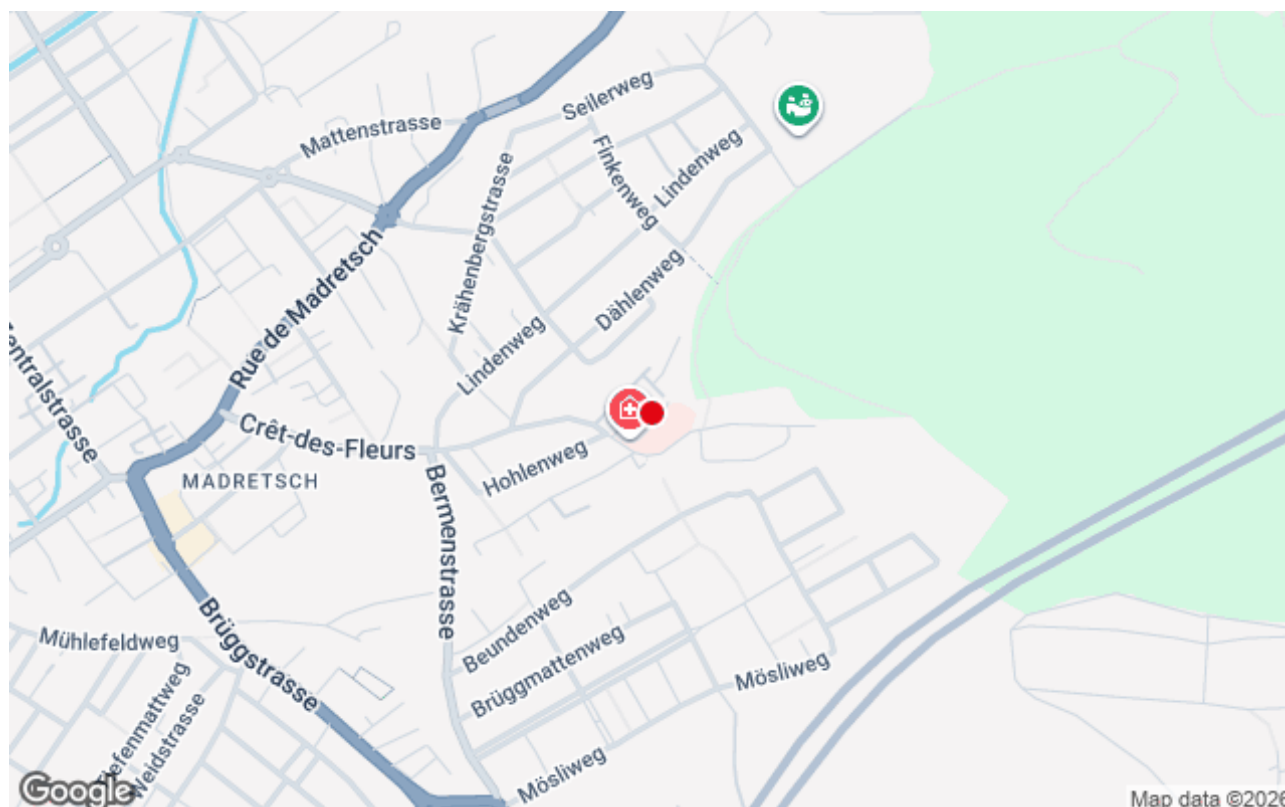 Seilerweg
Mattenstrasse
Finkenweg
Lindenweg
Krähenbergstrasse
Rue de Madretsch
Dählenweg
Lindenweg
Crêt-des-Fleurs
Hohlenweg
MADRETSCH
Bermenstrasse
Beundenweg
Mühlefeldweg
Brüggstrasse
Brüggmattenweg
Mösliweg
Weidstrasse
Mösliweg
Google
Map data ©2026